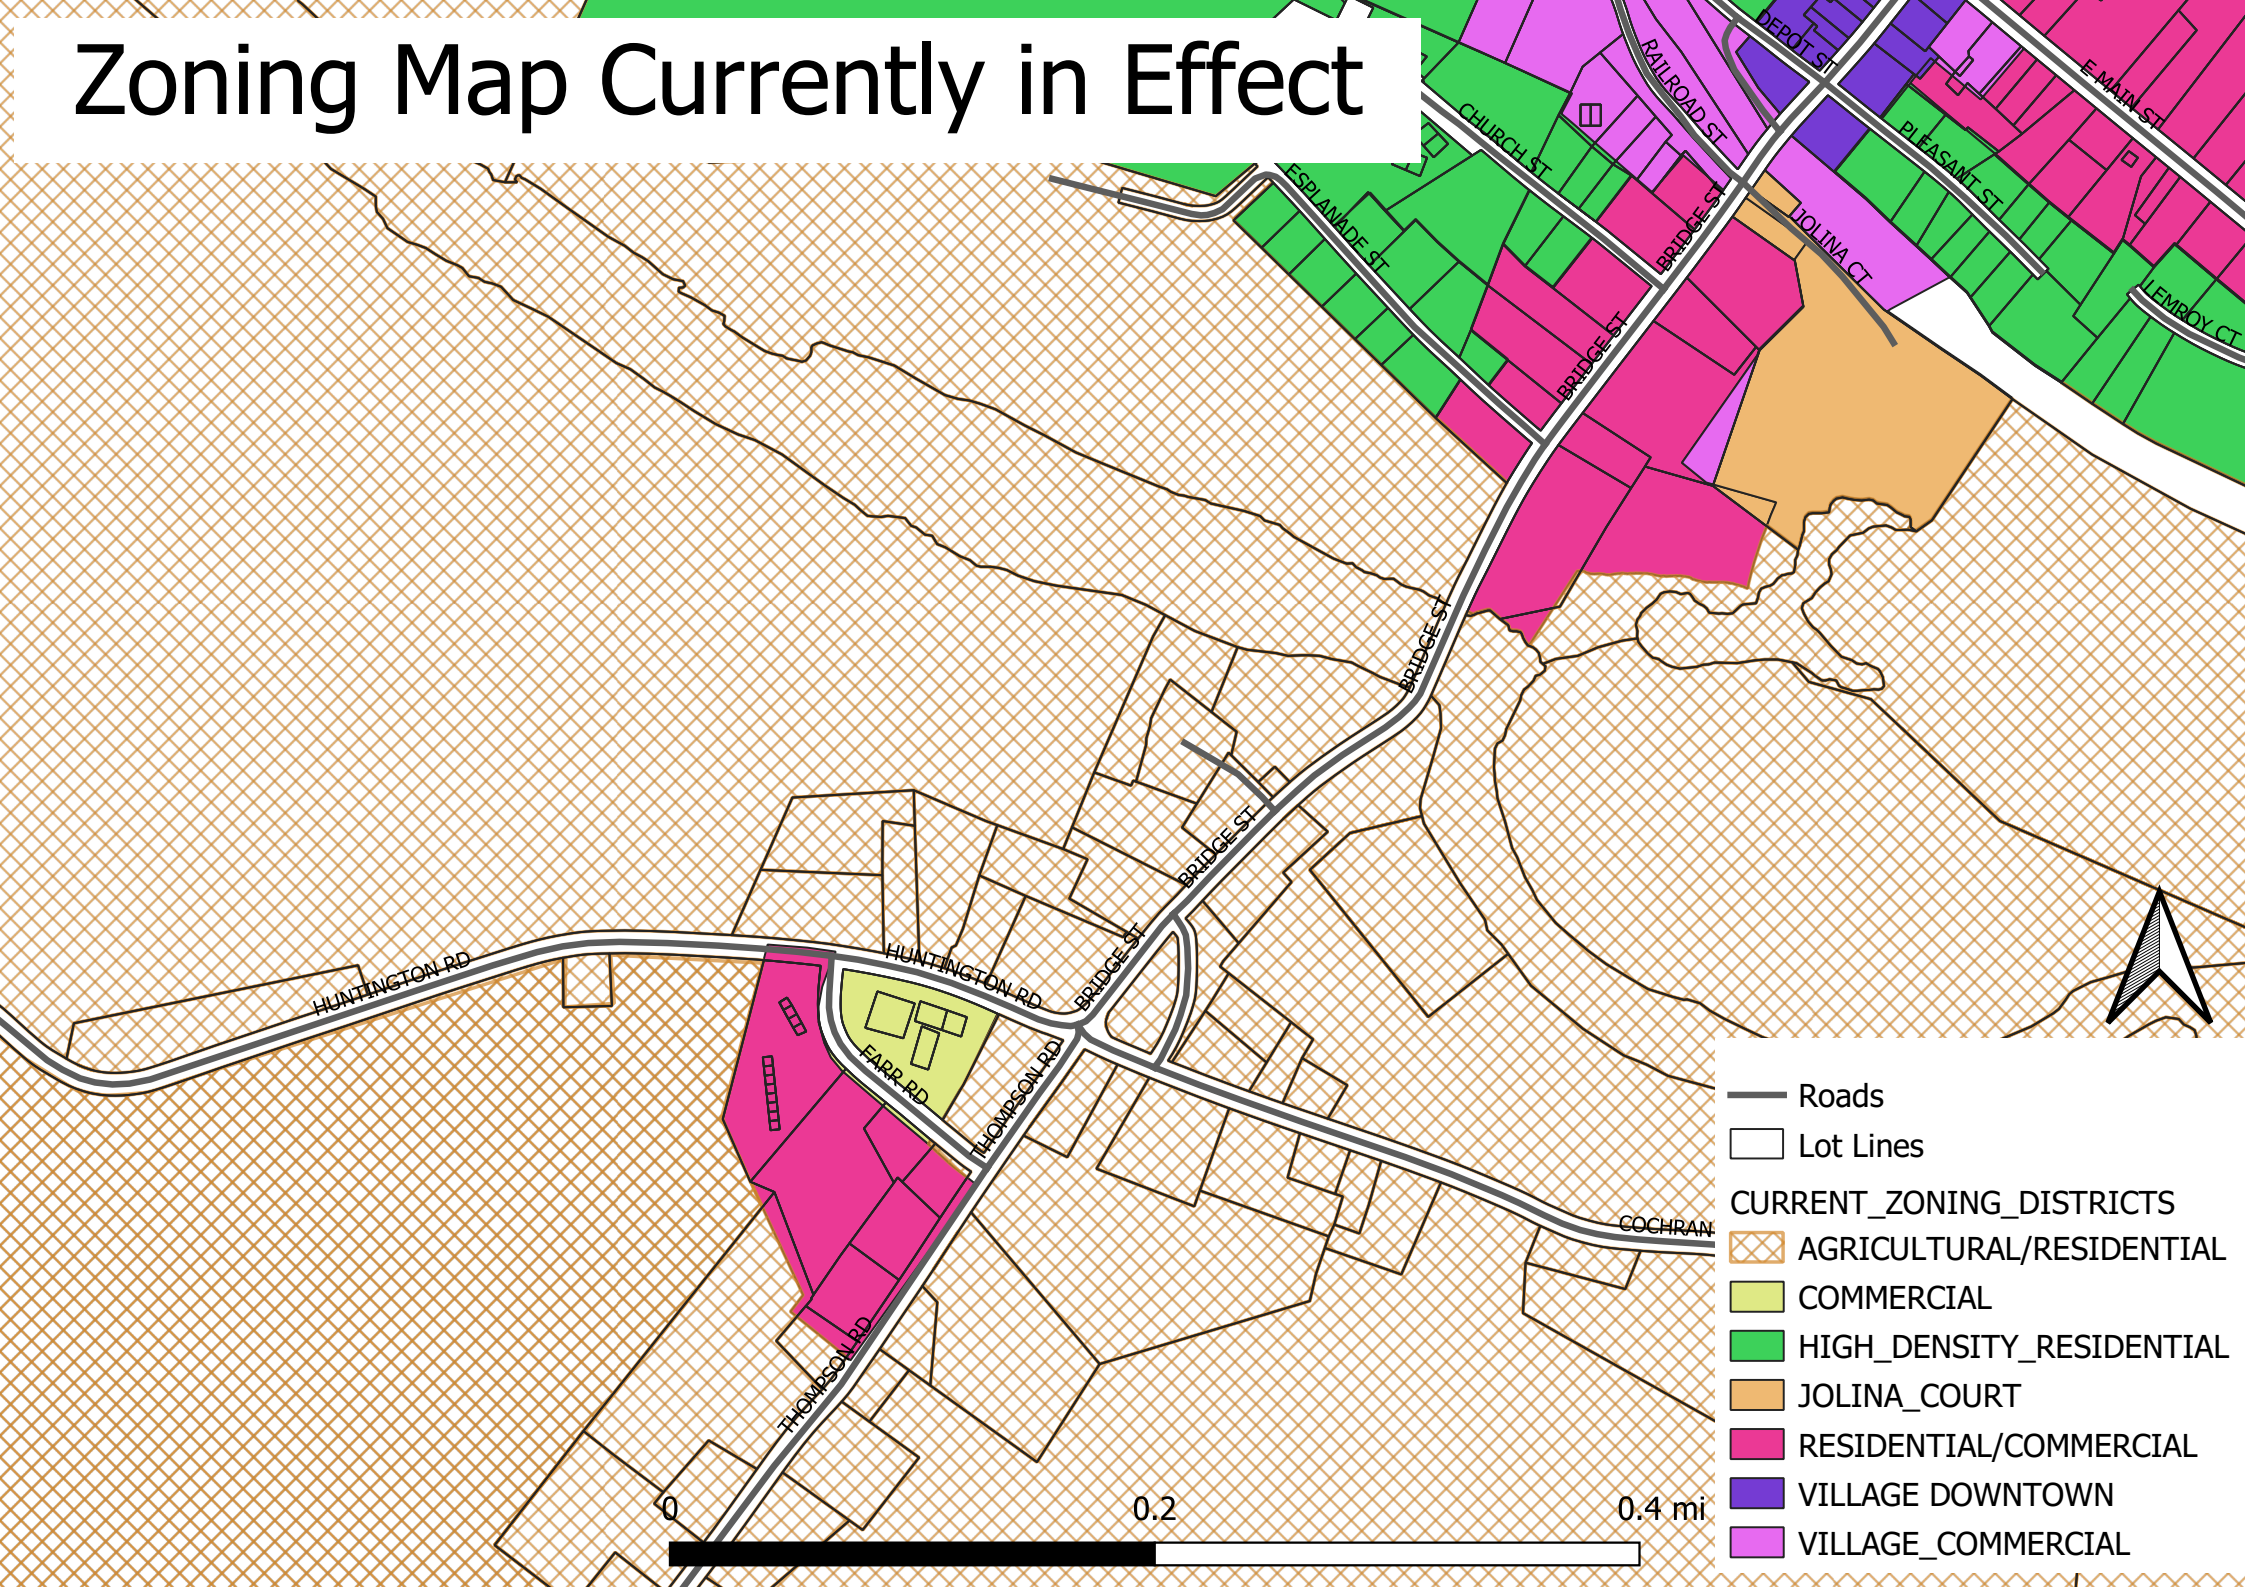 Zoning Map Currently in Effect
DEPOT ST
RAILROAD ST
E MAIN ST
CHURCH ST
PLEASANT ST
ESPLANADE ST
BRIDGE ST
JOLINA CT
LEMROY CT
BRIDGE ST
BRIDGE ST
BRIDGE ST
BRIDGE ST
HUNTINGTON RD
HUNTINGTON RD
FARR RD
THOMPSON RD
COCHRAN
THOMPSON RD
Roads
Lot Lines
CURRENT_ZONING_DISTRICTS
AGRICULTURAL/RESIDENTIAL
COMMERCIAL
HIGH_DENSITY_RESIDENTIAL
JOLINA_COURT
RESIDENTIAL/COMMERCIAL
VILLAGE DOWNTOWN
VILLAGE_COMMERCIAL
0 0.2 0.4 mi